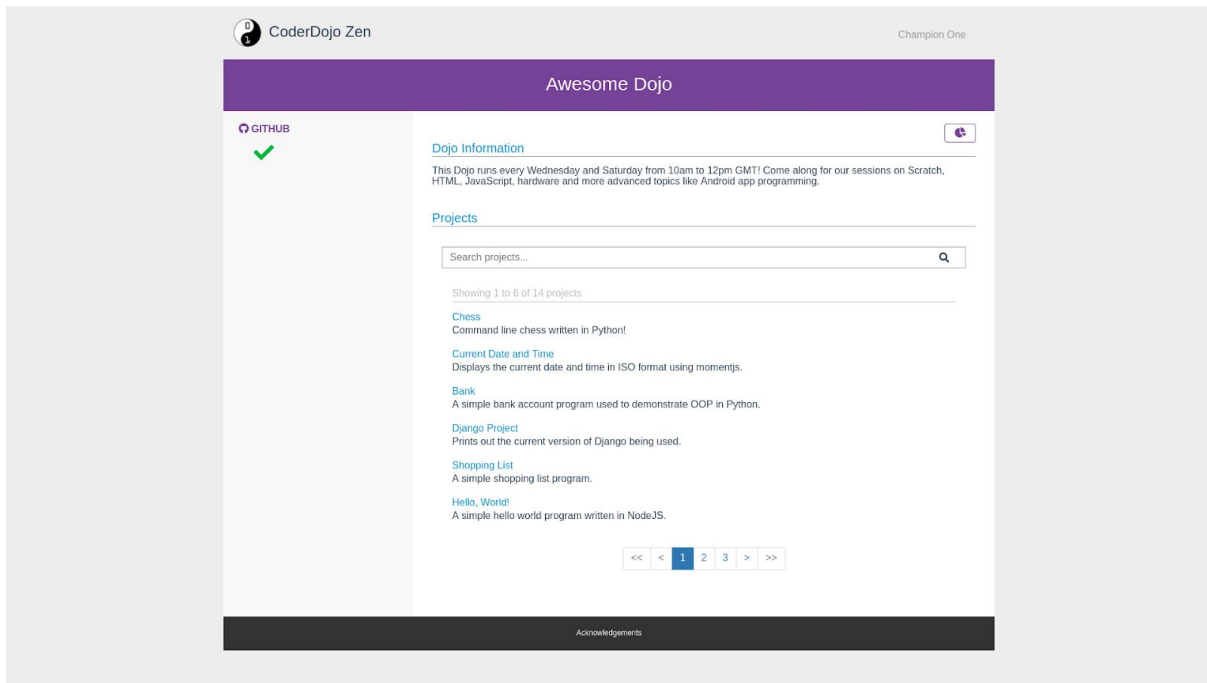 CoderDojo Zen
Champion One
Awesome Dojo
GITHUB
Dojo Information
This Dojo runs every Wednesday and Saturday from 10am to 12pm GMT! Come along for our sessions on Scratch,
HTML, JavaScript, hardware and more advanced topics like Android app programming.
Projects
Search projects...
Showing 1 to 6 of 14 projects
Chess
Command line chess written in Python!
Current Date and Time
Displays the current date and time in ISO format using momentjs.
Bank
A simple bank account program used to demonstrate OOP in Python.
Django Project
Prints out the current version of Django being used.
Shopping List
A simple shopping list program.
Hello, World!
A simple hello world program written in NodeJS.
<< < 1 2 3 > >>
Acknowledgements